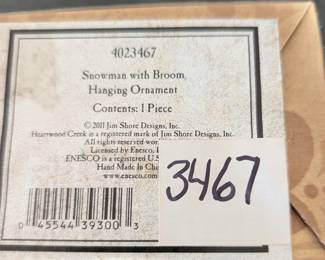 4023467
Snowman with Broom
Hanging Ornament
Contents: 1 Piece
© 2011 Jim Shore Designs, Inc.
Heartwood Creek is a registered mark of Jim Shore Designs, Inc.
All rights reserved
Licensed by Enesco,
ENESCO is a registered U.S.
Hand Made In
www.enesco.
3467
0 45544 39300 3